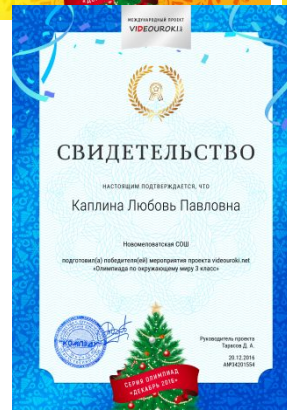 МЕЖДУНАРОДНЫЙ ПРОЕКТ
VIDEOUROKI
СВИДЕТЕЛЬСТВО
НАСТОЯЩИМ ПОДТВЕРЖДАЕТСЯ, ЧТО
Каплина Любовь Павловна
Новомеловатская СОШ
подготовил(а) победителя(ей) мероприятия проекта videouroki.net
«Олимпиада по окружающему миру 3 класс»
Руководитель проекта
Тарасов Д. А.
20.12.2016
СЕРИЯ ОЛИМПИАД
«ДЕКАБРЬ 2016»